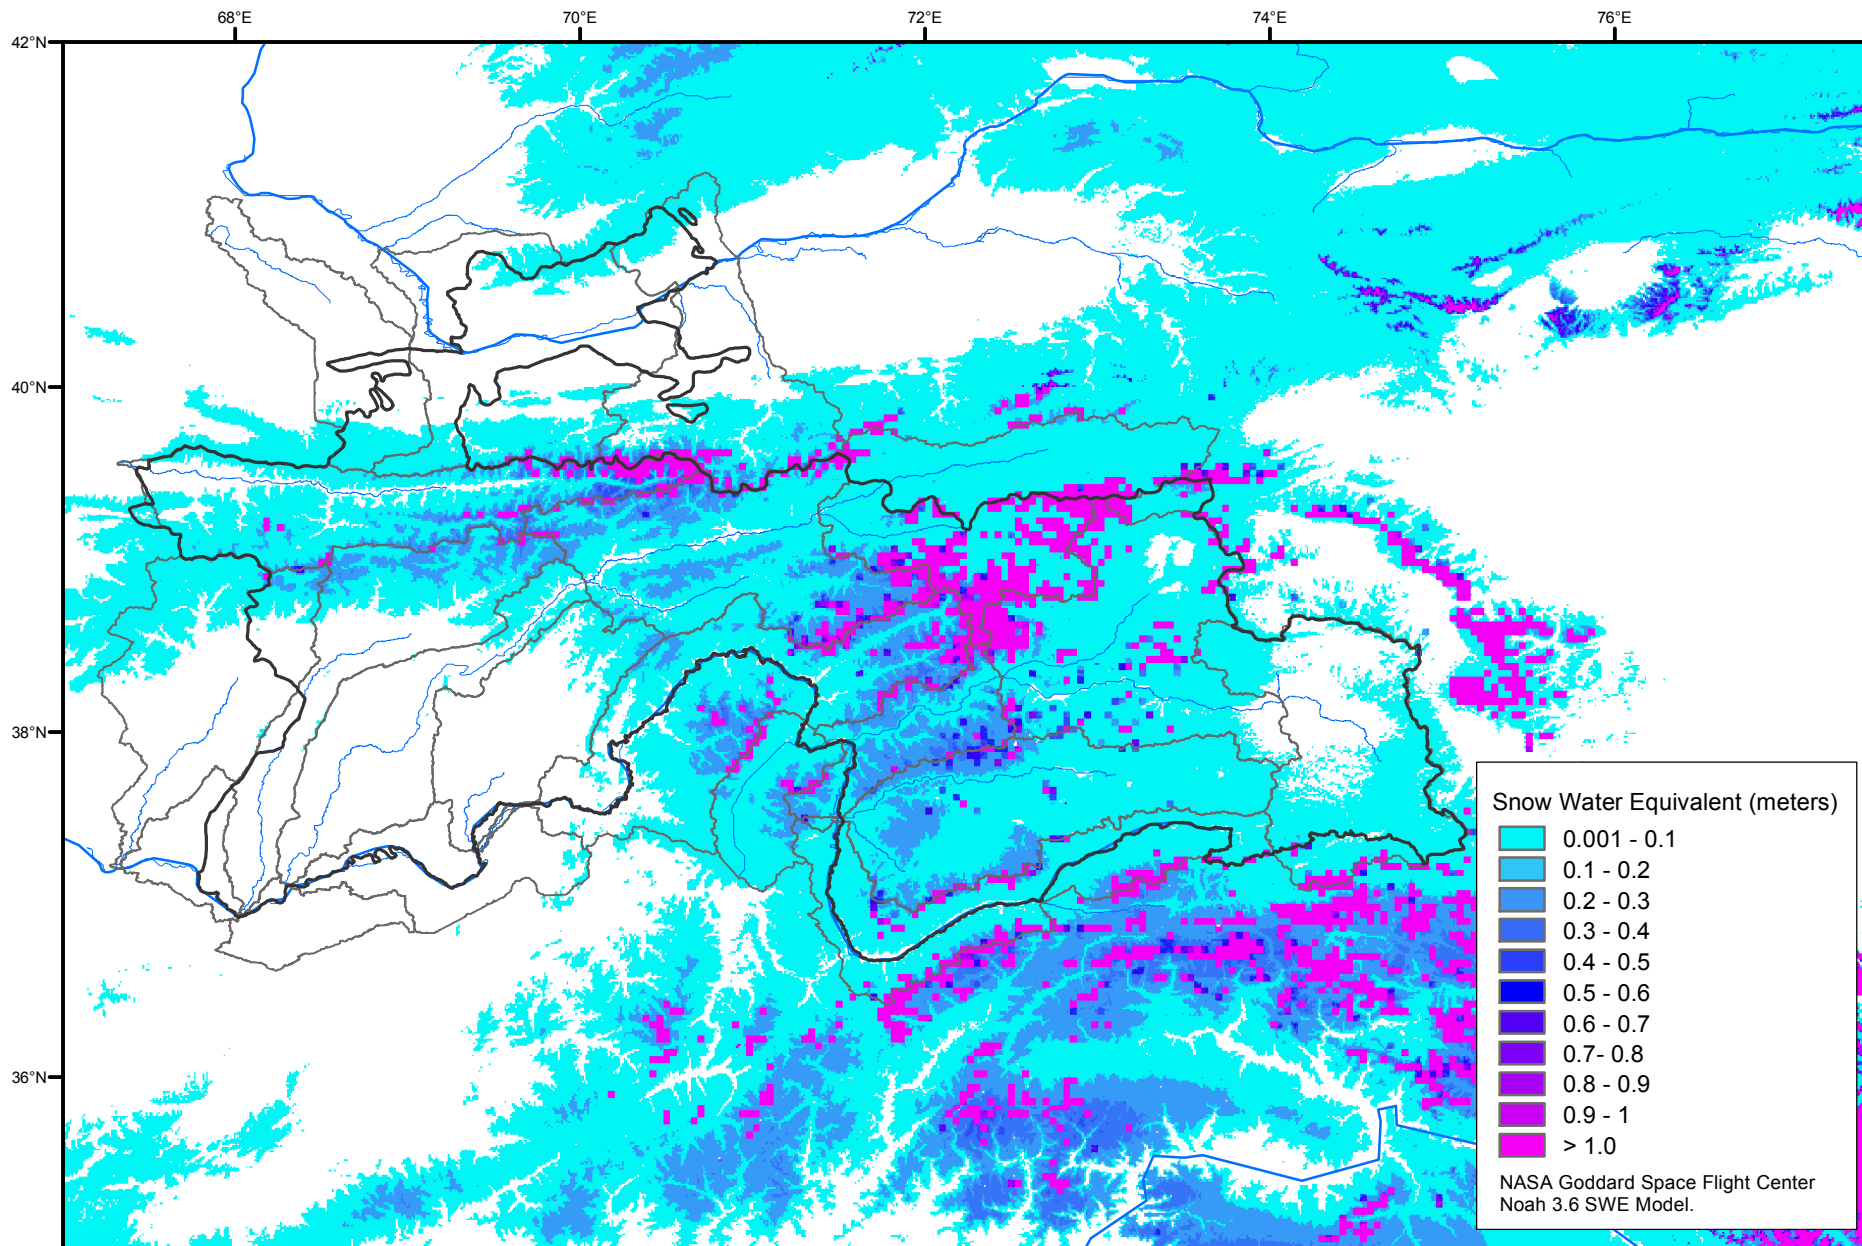 68°E 70°E 72°E 74°E 76°E
42°N
40°N
38°N
36°N
Snow Water Equivalent (meters)
0.001 - 0.1
0.1 - 0.2
0.2 - 0.3
0.3 - 0.4
0.4 - 0.5
0.5 - 0.6
0.6 - 0.7
0.7- 0.8
0.8 - 0.9
0.9 - 1
> 1.0
NASA Goddard Space Flight Center
Noah 3.6 SWE Model.